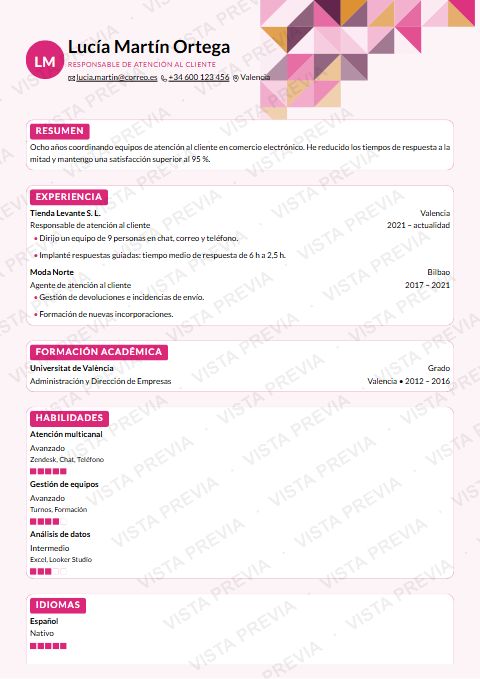 LM
Lucía Martín Ortega
RESPONSABLE DE ATENCIÓN AL CLIENTE
lucia.martin@correo.es +34 600 123 456 Valencia
RESUMEN
Ocho años coordinando equipos de atención al cliente en comercio electrónico. He reducido los tiempos de respuesta a la
mitad y mantengo una satisfacción superior al 95 %.
EXPERIENCIA
Tienda Levante S. L. Valencia
Responsable de atención al cliente 2021 – actualidad
• Dirijo un equipo de 9 personas en chat, correo y teléfono.
• Implanté respuestas guiadas: tiempo medio de respuesta de 6 h a 2,5 h.
Moda Norte Bilbao
Agente de atención al cliente 2017 – 2021
• Gestión de devoluciones e incidencias de envío.
• Formación de nuevas incorporaciones.
FORMACIÓN ACADÉMICA
Universitat de València Grado
Administración y Dirección de Empresas Valencia • 2012 – 2016
HABILIDADES
Atención multicanal
Avanzado
Zendesk, Chat, Teléfono
Gestión de equipos
Avanzado
Turnos, Formación
Análisis de datos
Intermedio
Excel, Looker Studio
IDIOMAS
Español
Nativo
VISTA PREVIA